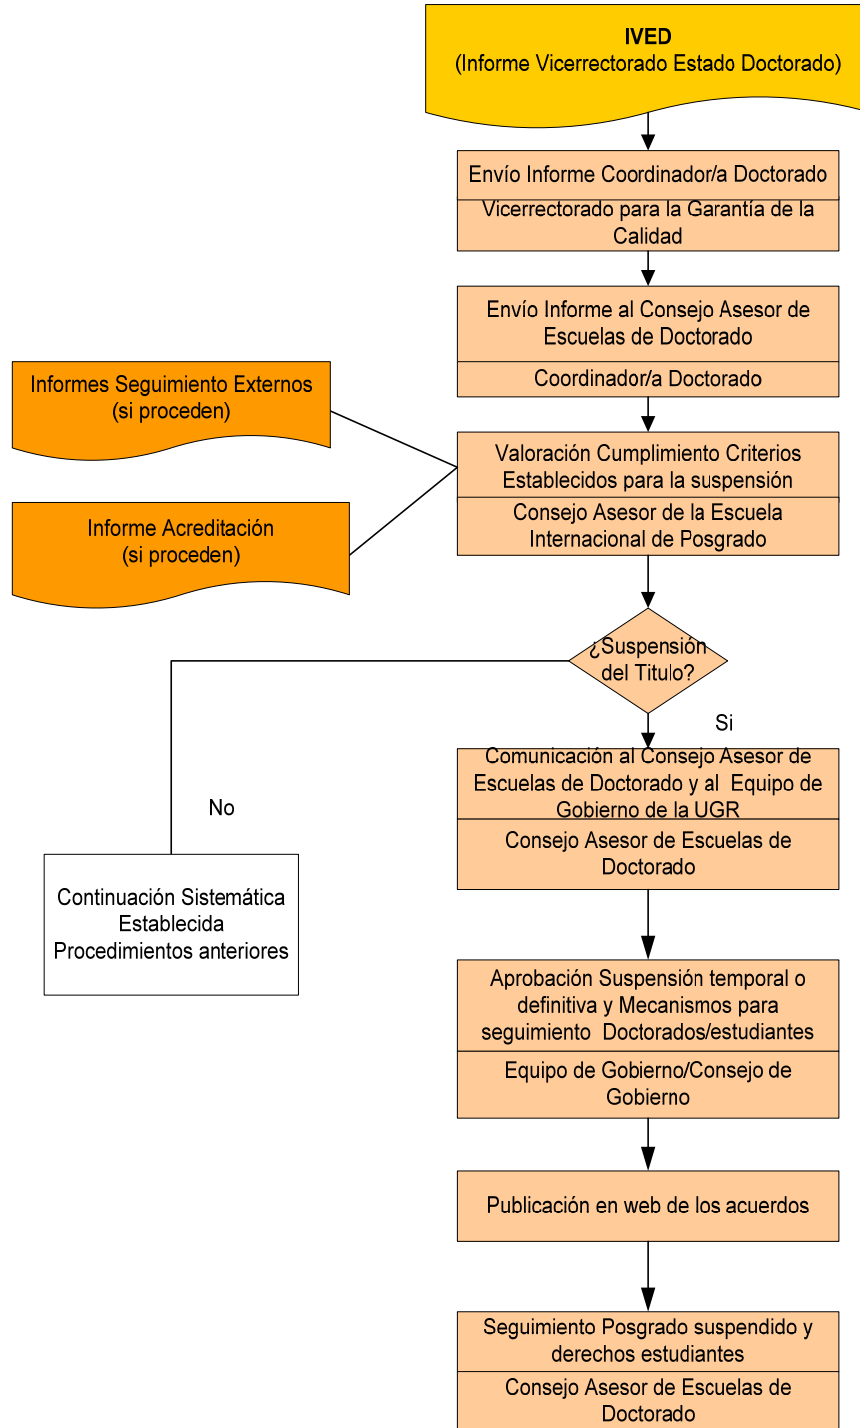 IVED
(Informe Vicerrectorado Estado Doctorado)
Envío Informe Coordinador/a Doctorado
Vicerrectorado para la Garantía de la
Calidad
Envío Informe al Consejo Asesor de
Escuelas de Doctorado
Coordinador/a Doctorado
Informes Seguimiento Externos
(si proceden)
Valoración Cumplimiento Criterios
Establecidos para la suspensión
Consejo Asesor de la Escuela
Internacional de Posgrado
Informe Acreditación
(si proceden)
¿Suspensión
del Titulo?
Si
Comunicación al Consejo Asesor de
Escuelas de Doctorado y al Equipo de
Gobierno de la UGR
Consejo Asesor de Escuelas de
Doctorado
No
Continuación Sistemática
Establecida
Procedimientos anteriores
Aprobación Suspensión temporal o
definitiva y Mecanismos para
seguimiento Doctorados/estudiantes
Equipo de Gobierno/Consejo de
Gobierno
Publicación en web de los acuerdos
Seguimiento Posgrado suspendido y
derechos estudiantes
Consejo Asesor de Escuelas de
Doctorado